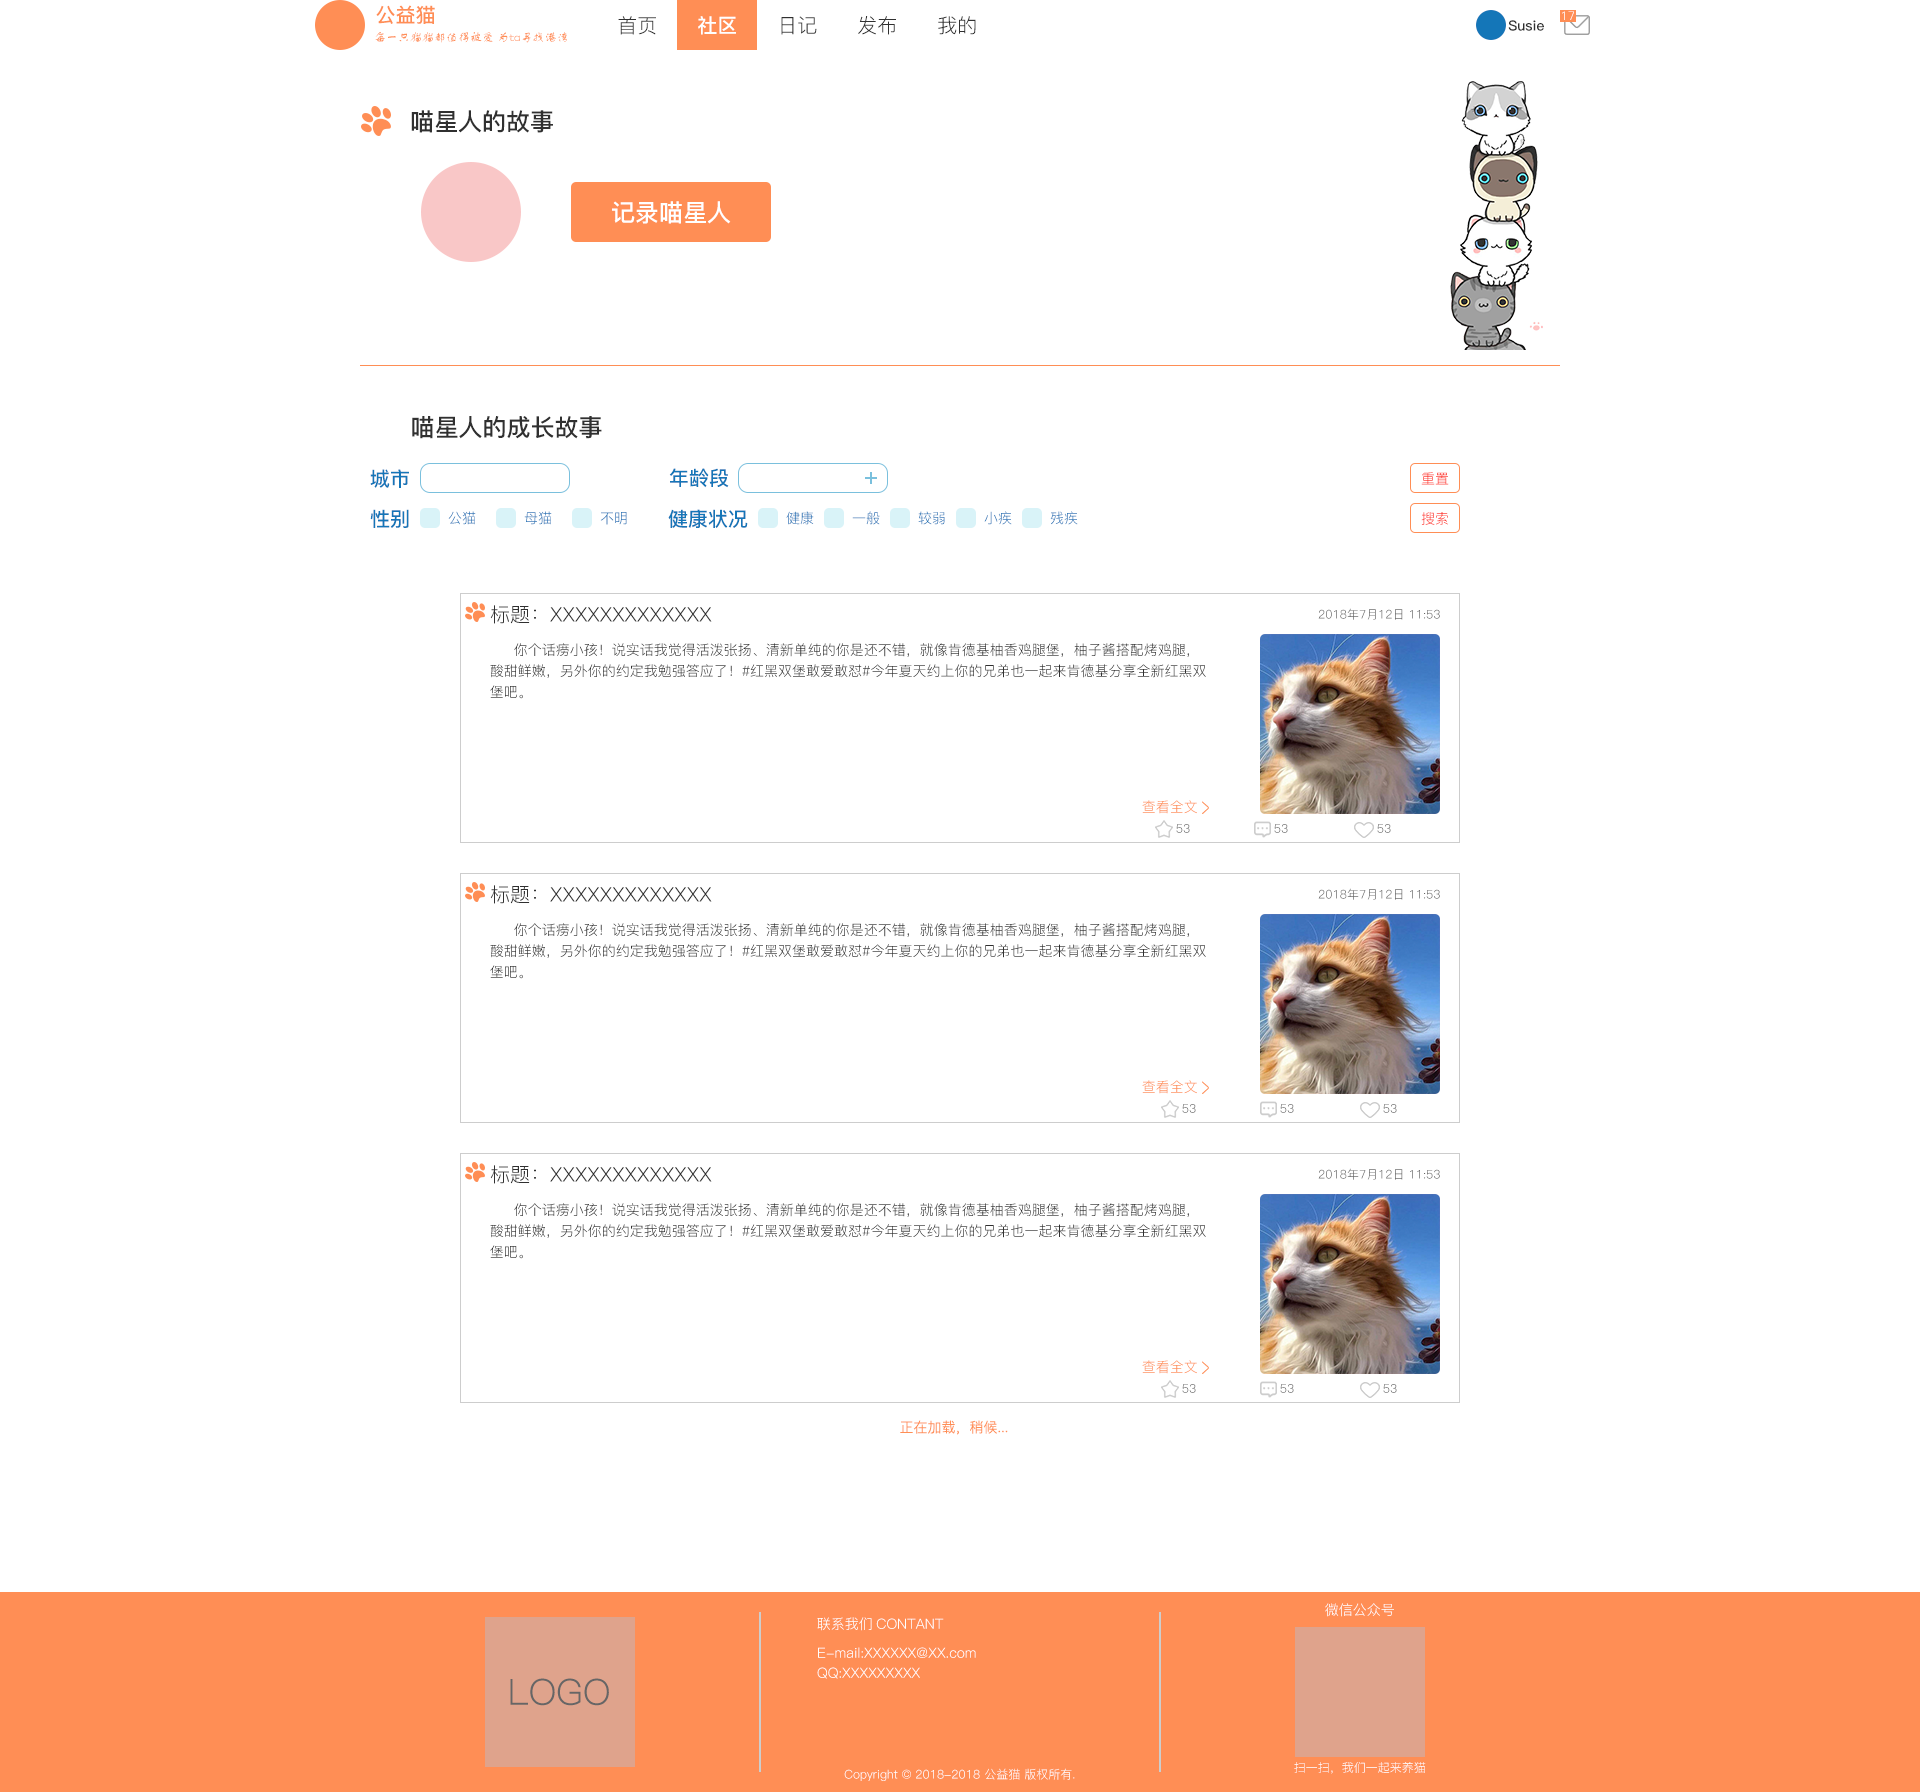 公益猫
每一只猫猫都值得被爱
首页
社区
日记
发布
我的
Susie
17
喵星人的故事
记录喵星人
喵星人的成长故事
城市
年龄段
重置
性别 公猫 母猫 不明
健康状况 健康 一般 较弱 小疾 残疾
搜索
标题：XXXXXXXXXXXXX
2018年7月12日 11:53
你个话痨小孩！说实话我觉得活泼张扬、清新单纯的你是还不错，就像肯德基柚香鸡腿堡，柚子酱搭配烤鸡腿，
酸甜鲜嫩，另外你的约定我勉强答应了！#红黑双堡敢爱敢怼#今年夏天约上你的兄弟也一起来肯德基分享全新红黑双
堡吧。
查看全文
53 53 53
标题：XXXXXXXXXXXXX
2018年7月12日 11:53
你个话痨小孩！说实话我觉得活泼张扬、清新单纯的你是还不错，就像肯德基柚香鸡腿堡，柚子酱搭配烤鸡腿，
酸甜鲜嫩，另外你的约定我勉强答应了！#红黑双堡敢爱敢怼#今年夏天约上你的兄弟也一起来肯德基分享全新红黑双
堡吧。
查看全文
53 53 53
标题：XXXXXXXXXXXXX
2018年7月12日 11:53
你个话痨小孩！说实话我觉得活泼张扬、清新单纯的你是还不错，就像肯德基柚香鸡腿堡，柚子酱搭配烤鸡腿，
酸甜鲜嫩，另外你的约定我勉强答应了！#红黑双堡敢爱敢怼#今年夏天约上你的兄弟也一起来肯德基分享全新红黑双
堡吧。
查看全文
53 53 53
正在加载，稍候...
LOGO
联系我们 CONTANT
E-mail:XXXXXX@XX.com
QQ:XXXXXXXXX
Copyright © 2018-2018 公益猫 版权所有.
微信公众号
扫一扫，我们一起来养猫